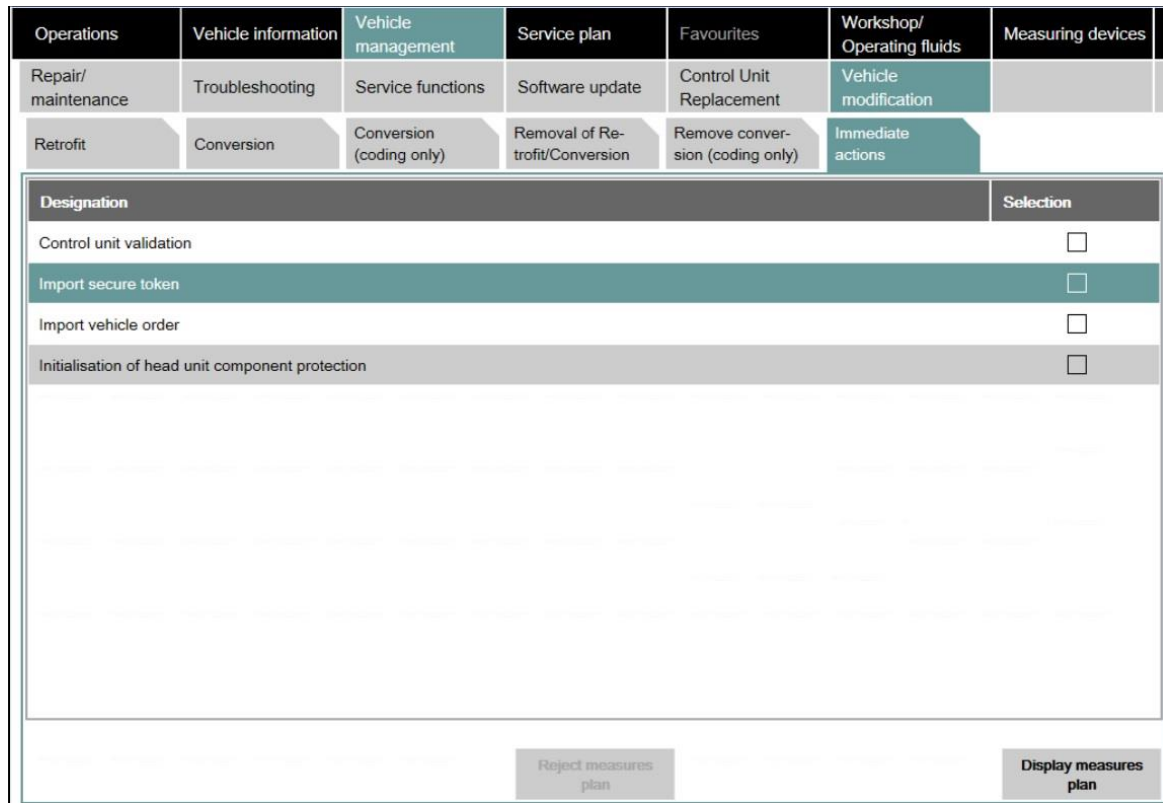 Operations
Vehicle information
Vehicle
management
Service plan
Favourites
Workshop/
Operating fluids
Measuring devices
Repair/
maintenance
Troubleshooting
Service functions
Software update
Control Unit
Replacement
Vehicle
modification
Retrofit
Conversion
Conversion
(coding only)
Removal of Re-
trofit/Conversion
Remove conver-
sion (coding only)
Immediate
actions
Designation
Selection
Control unit validation
Import secure token
Import vehicle order
Initialisation of head unit component protection
Reject measures
plan
Display measures
plan